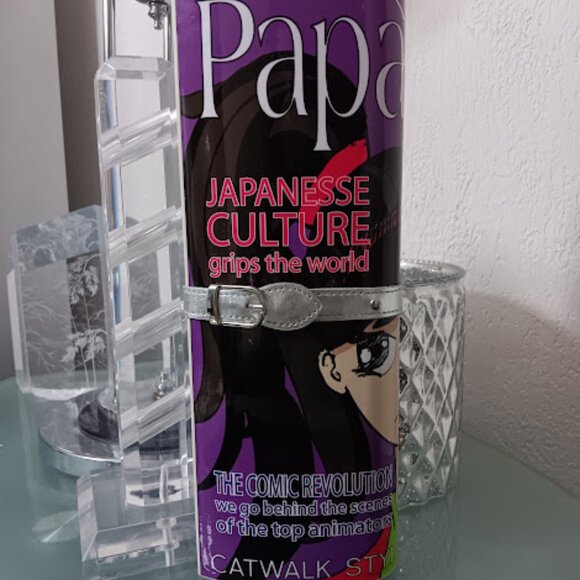 Papa
JAPANESSE
CULTURE
grips the world
THE COMIC REVOLUTION
we go behind the scenes
of the top animators
CATWALK STYL